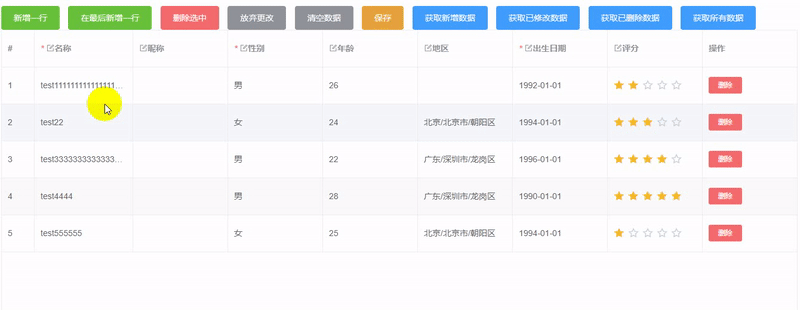 新增一行 在最后新增一行 删除选中 放弃更改 清空数据 保存 获取新增数据 获取已修改数据 获取已删除数据 获取所有数据
# * 名称 昵称 * 性别 年龄 地区 * 出生日期 评分 操作
1 test111111111111111... 男 26 1992-01-01 删除
2 test22 女 24 北京/北京市/朝阳区 1994-01-01 删除
3 test3333333333333... 男 22 广东/深圳市/龙岗区 1996-01-01 删除
4 test4444 男 28 广东/深圳市/龙岗区 1990-01-01 删除
5 test555555 女 25 北京/北京市/朝阳区 1994-01-01 删除